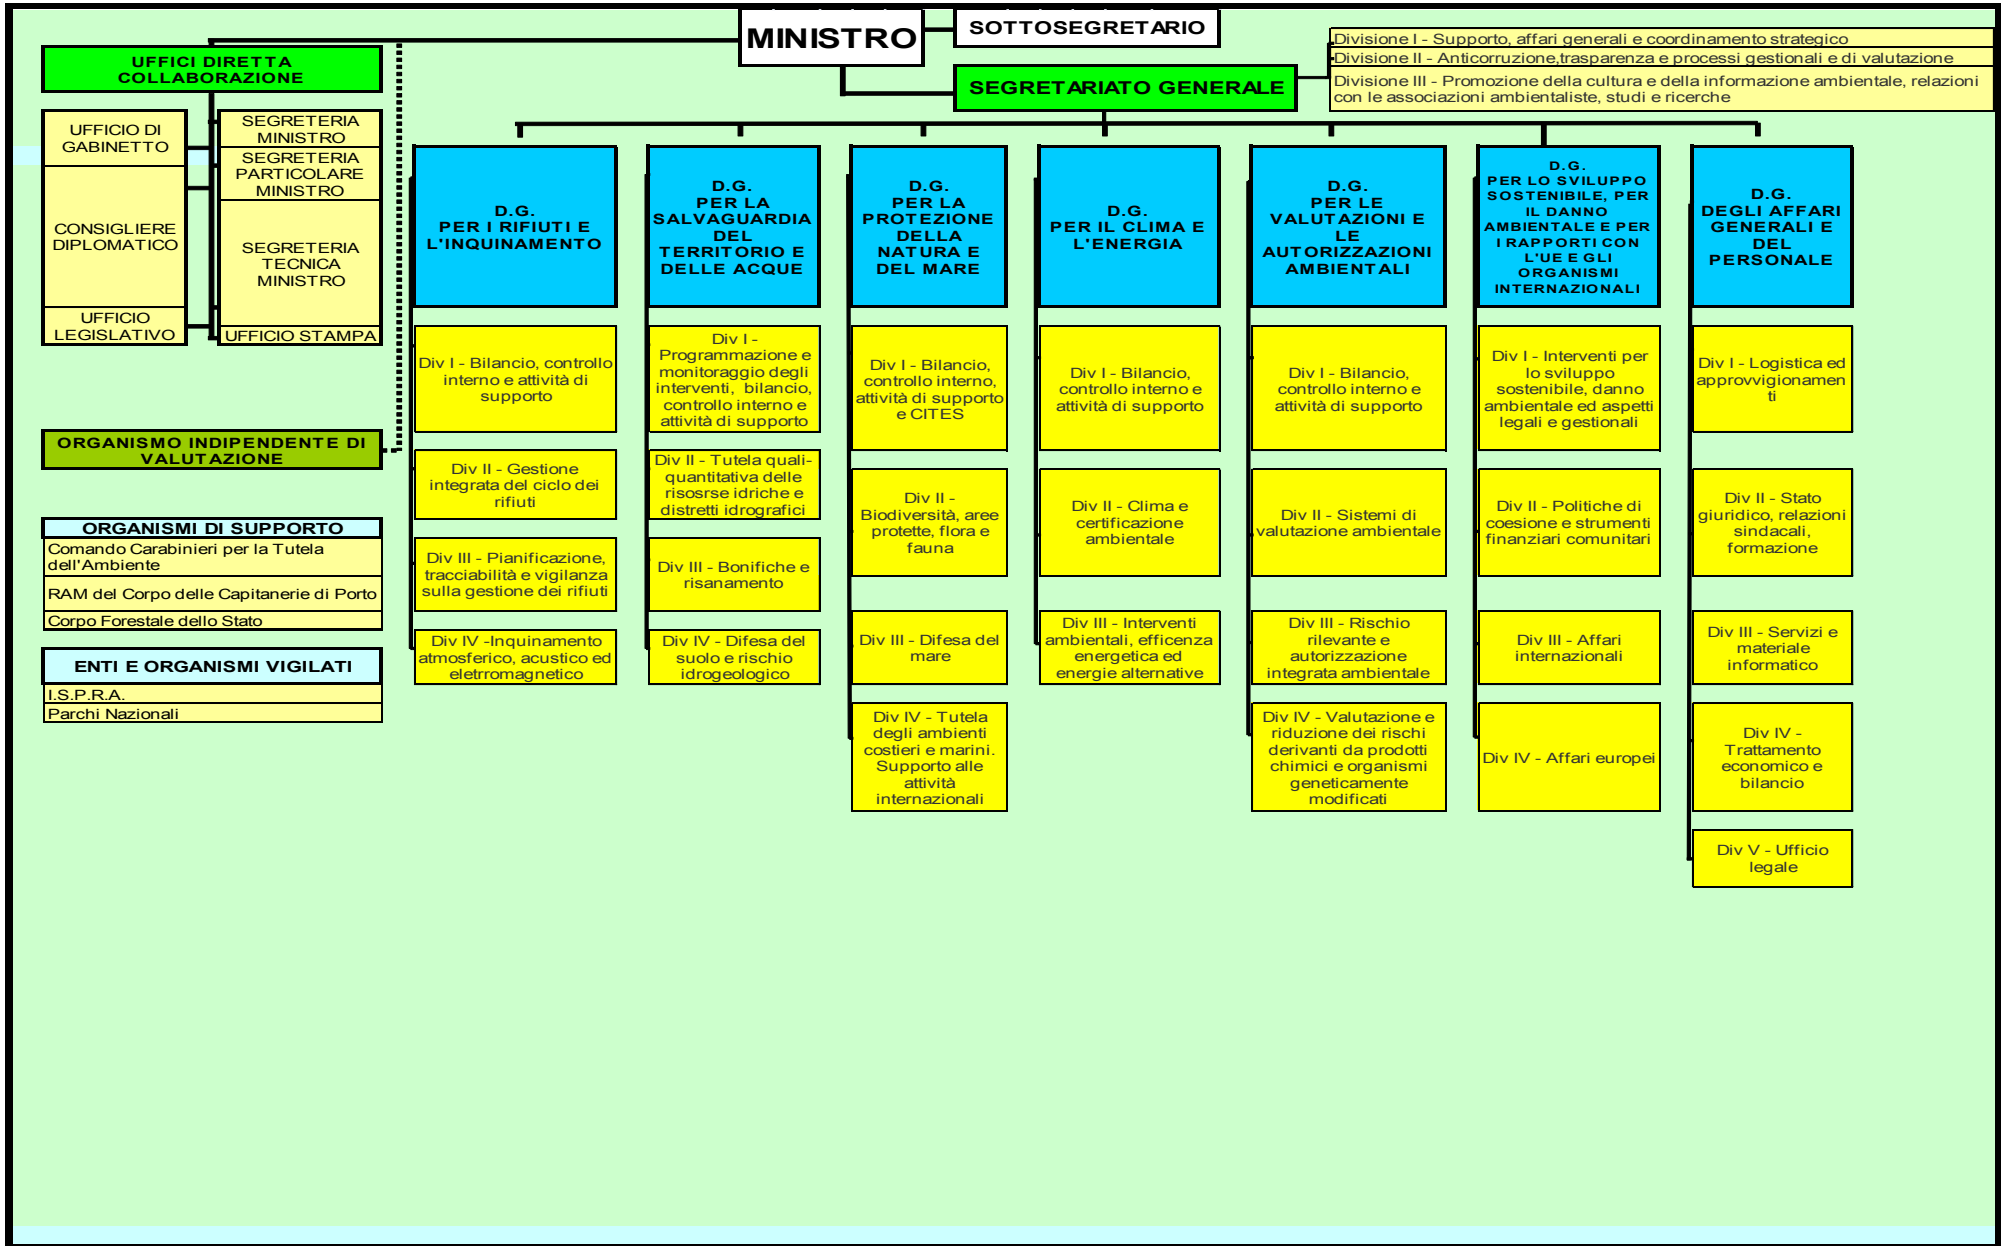 MINISTRO
SOTTOSEGRETARIO
SEGRETARIATO GENERALE
Divisione I - Supporto, affari generali e coordinamento strategico
Divisione II - Anticorruzione,trasparenza e processi gestionali e di valutazione
Divisione III - Promozione della cultura e della informazione ambientale, relazioni
con le associazioni ambientaliste, studi e ricerche
UFFICI DIRETTA
COLLABORAZIONE
UFFICIO DI
GABINETTO
CONSIGLIERE
DIPLOMATICO
UFFICIO
LEGISLATIVO
SEGRETERIA
MINISTRO
SEGRETERIA
PARTICOLARE
MINISTRO
SEGRETERIA
TECNICA
MINISTRO
UFFICIO STAMPA
ORGANISMO INDIPENDENTE DI
VALUTAZIONE
ORGANISMI DI SUPPORTO
Comando Carabinieri per la Tutela
dell'Ambiente
RAM del Corpo delle Capitanerie di Porto
Corpo Forestale dello Stato
ENTI E ORGANISMI VIGILATI
I.S.P.R.A.
Parchi Nazionali
D.G.
PER I RIFIUTI E
L'INQUINAMENTO
Div I - Bilancio, controllo
interno e attività di
supporto
Div II - Gestione
integrata del ciclo dei
rifiuti
Div III - Pianificazione,
tracciabilità e vigilanza
sulla gestione dei rifiuti
Div IV -Inquinamento
atmosferico, acustico ed
eletrromagnetico
D.G.
PER LA
SALVAGUARDIA
DEL
TERRITORIO E
DELLE ACQUE
Div I -
Programmazione e
monitoraggio degli
interventi, bilancio,
controllo interno e
attività di supporto
Div II - Tutela quali-
quantitativa delle
risosrse idriche e
distretti idrografici
Div III - Bonifiche e
risanamento
Div IV - Difesa del
suolo e rischio
idrogeologico
D.G.
PER LA
PROTEZIONE
DELLA
NATURA E
DEL MARE
Div I - Bilancio,
controllo interno,
attività di supporto
e CITES
Div II -
Biodiversità, aree
protette, flora e
fauna
Div III - Difesa del
mare
Div IV - Tutela
degli ambienti
costieri e marini.
Supporto alle
attività
internazionali
D.G.
PER IL CLIMA E
L'ENERGIA
Div I - Bilancio,
controllo interno e
attività di supporto
Div II - Clima e
certificazione
ambientale
Div III - Interventi
ambientali, efficenza
energetica ed
energie alternative
D.G.
PER LE
VALUTAZIONI E
LE
AUTORIZZAZIONI
AMBIENTALI
Div I - Bilancio,
controllo interno e
attività di supporto
Div II - Sistemi di
valutazione ambientale
Div III - Rischio
rilevante e
autorizzazione
integrata ambientale
Div IV - Valutazione e
riduzione dei rischi
derivanti da prodotti
chimici e organismi
geneticamente
modificati
D.G.
PER LO SVILUPPO
SOSTENIBILE, PER
IL DANNO
AMBIENTALE E PER
I RAPPORTI CON
L'UE E GLI
ORGANISMI
INTERNAZIONALI
Div I - Interventi per
lo sviluppo
sostenibile, danno
ambientale ed aspetti
legali e gestionali
Div II - Politiche di
coesione e strumenti
finanziari comunitari
Div III - Affari
internazionali
Div IV - Affari europei
D.G.
DEGLI AFFARI
GENERALI E
DEL
PERSONALE
Div I - Logistica ed
approvvigionamen
ti
Div II - Stato
giuridico, relazioni
sindacali,
formazione
Div III - Servizi e
materiale
informatico
Div IV -
Trattamento
economico e
bilancio
Div V - Ufficio
legale